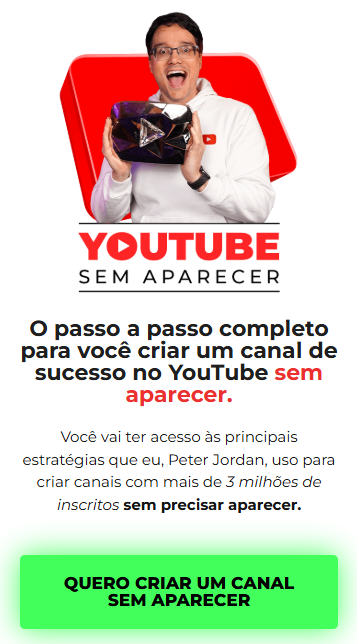 YOUTUBE
SEM APARECER
O passo a passo completo
para você criar um canal de
sucesso no YouTube sem
aparecer.
Você vai ter acesso às principais
estratégias que eu, Peter Jordan, uso para
criar canais com mais de 3 milhões de
inscritos sem precisar aparecer.
QUERO CRIAR UM CANAL
SEM APARECER